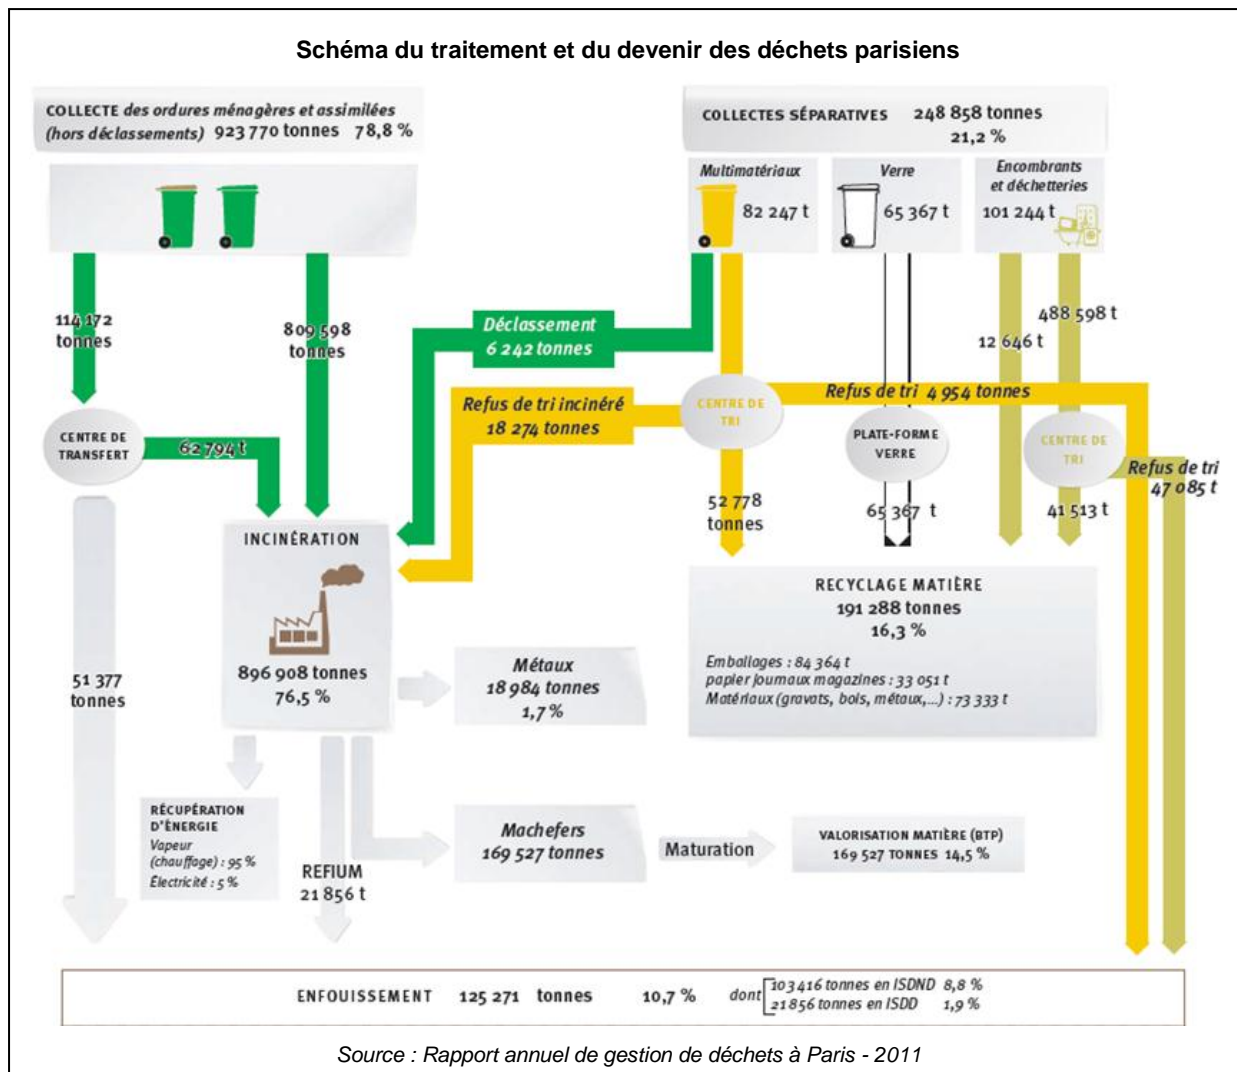 Schéma du traitement et du devenir des déchets parisiens
COLLECTE des ordures ménagères et assimilées
(hors déclassements) 923 770 tonnes 78,8 %
COLLECTES SÉPARATIVES 248 858 tonnes
21,2 %
Multimatériaux
82 247 t
Verre
65 367 t
Encombrants
et déchetteries
101 244 t
114 172
tonnes
809 598
tonnes
Déclassement
6 242 tonnes
12 646 t
488 598 t
Refus de tri incinéré
18 274 tonnes
CENTRE DE
TRI
Refus de tri 4 954 tonnes
CENTRE DE
TRANSFERT
62 794 t
PLATE-FORME
VERRE
CENTRE DE
TRI
Refus de tri
47 085 t
52 778
tonnes
65 367 t
41 513 t
INCINÉRATION
896 908 tonnes
76,5 %
RECYCLAGE MATIÈRE
191 288 tonnes
16,3 %
Emballages : 84 364 t
papier journaux magazines : 33 051 t
Matériaux (gravats, bois, métaux,...) : 73 333 t
51 377
tonnes
Métaux
18 984 tonnes
1,7 %
RÉCUPÉRATION
D'ÉNERGIE
Vapeur
(chauffage) : 95 %
Électricité : 5 %
REFIUM
21 856 t
Machefers
169 527 tonnes
Maturation
VALORISATION MATIÈRE (BTP)
169 527 TONNES 14,5 %
ENFOUISSEMENT 125 271 tonnes 10,7 % dont
103 416 tonnes en ISDND 8,8 %
21 856 tonnes en ISDD 1,9 %
Source : Rapport annuel de gestion de déchets à Paris - 2011